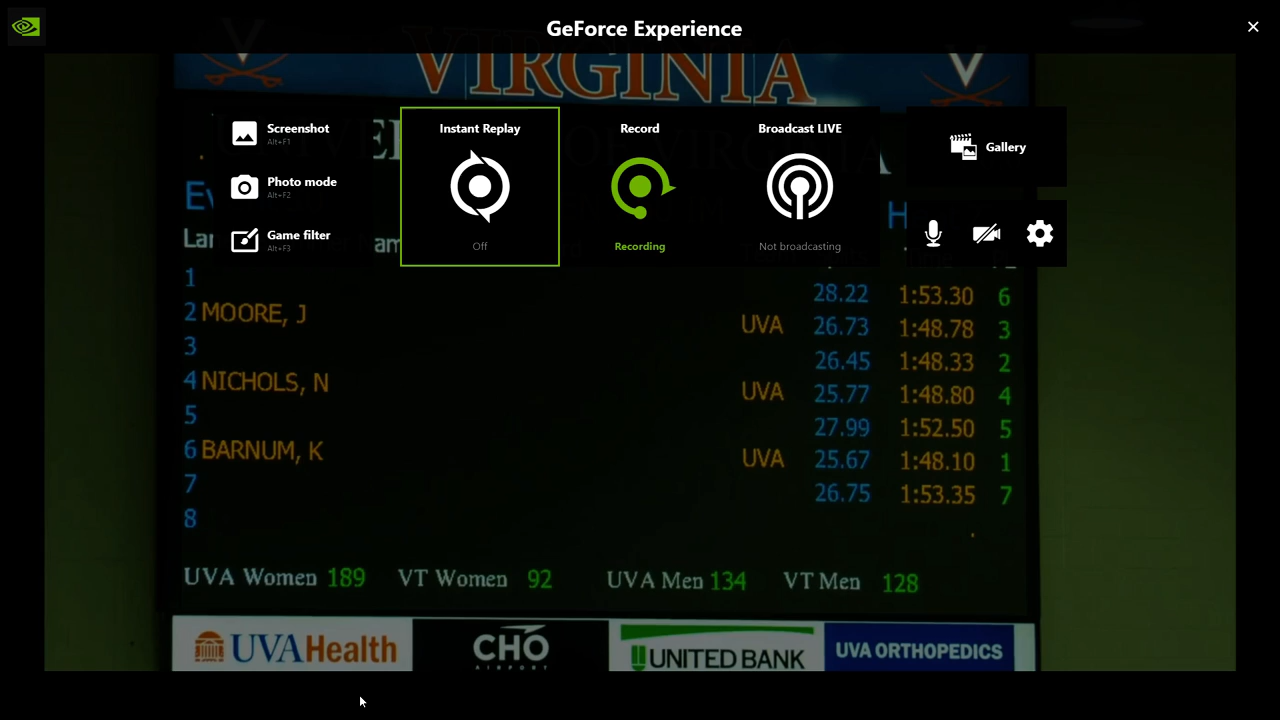 GeForce Experience
VIRGINIA
Screenshot
Alt+F1
Photo mode
Alt+F2
Game filter
Alt+F3
Instant Replay
Off
Record
Recording
Broadcast LIVE
Not broadcasting
Gallery
1 28.22 1:53.30 6
2 MOORE, J UVA 26.73 1:48.78 3
3 26.45 1:48.33 2
4 NICHOLS, N UVA 25.77 1:48.80 4
5 27.99 1:52.50 5
6 BARNUM, K UVA 25.67 1:48.10 1
7 26.75 1:53.35 7
8
UVA Women 189 VT Women 92 UVA Men 134 VT Men 128
UVAHealth
CHO
AIRPORT
UNITED BANK
UVA ORTHOPEDICS